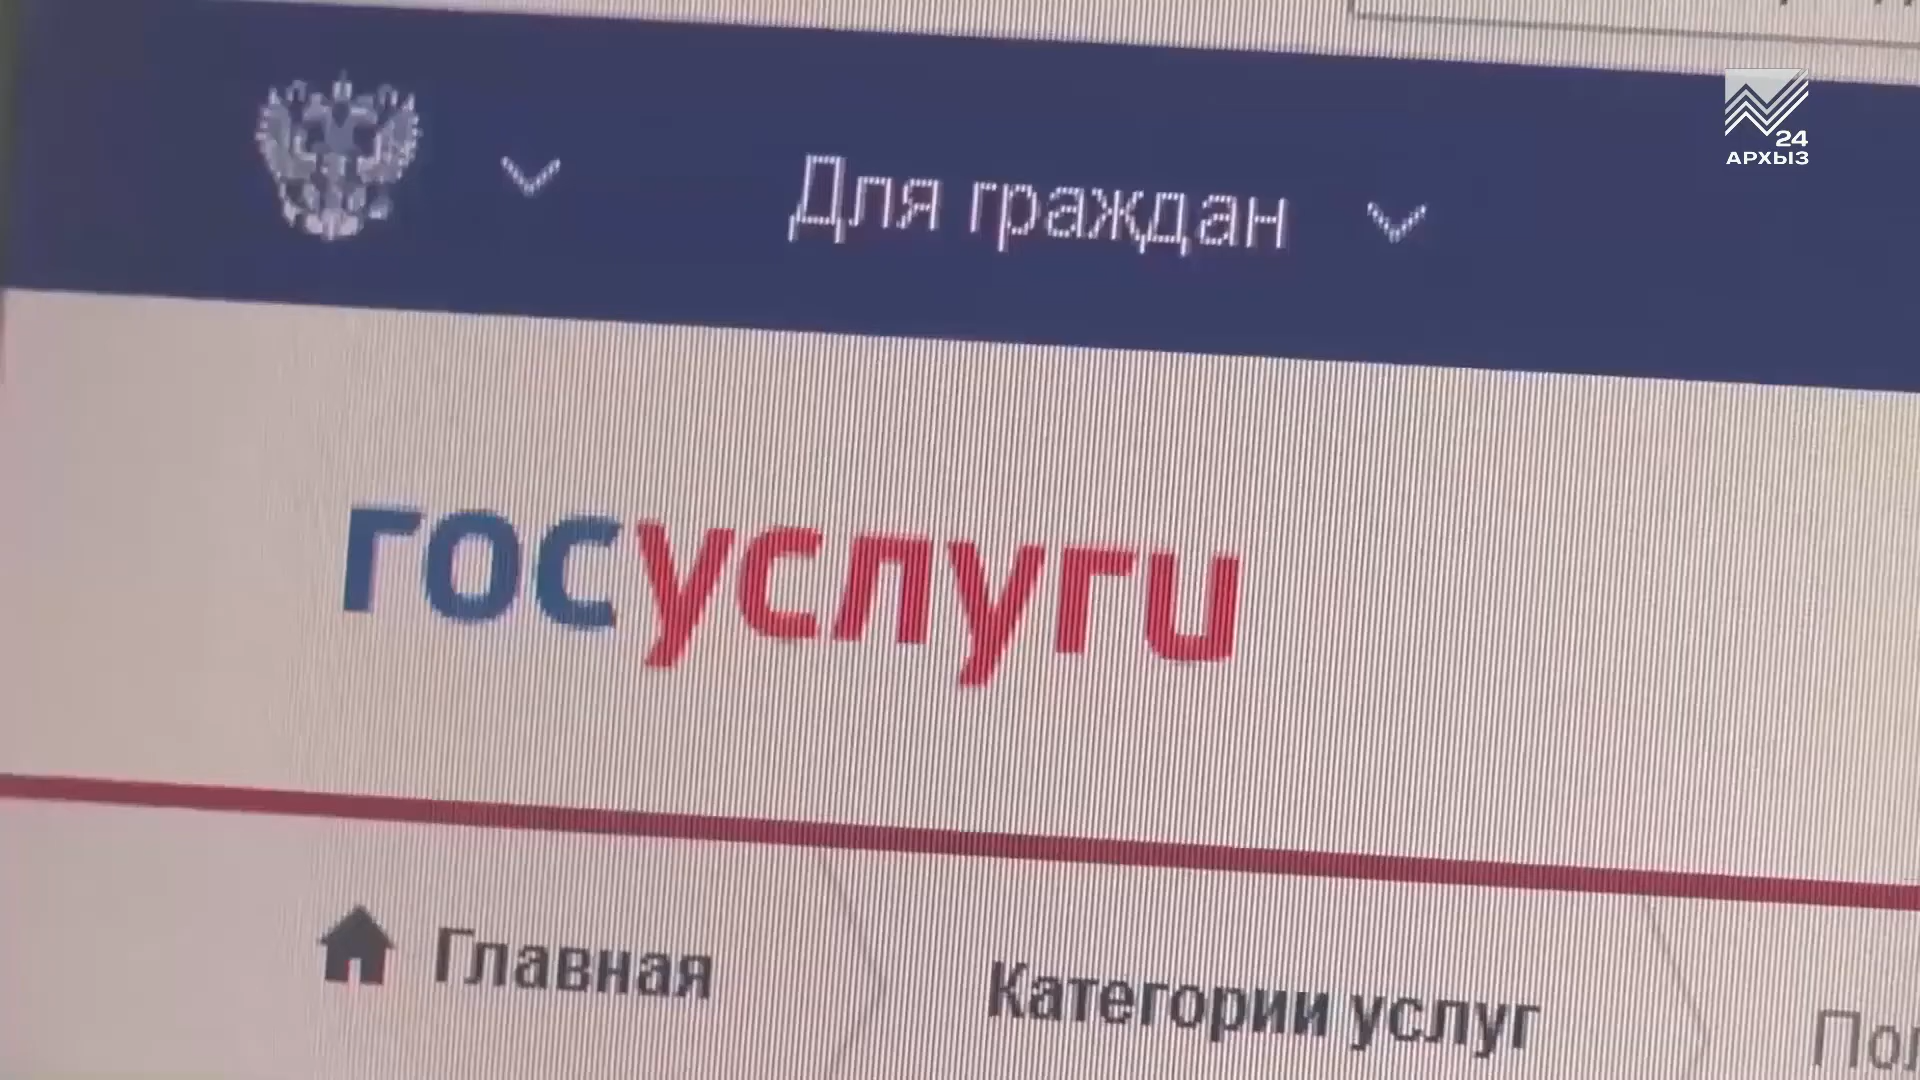 24
АРХЫЗ
Для граждан
госуслуги
Главная
Категории услуг